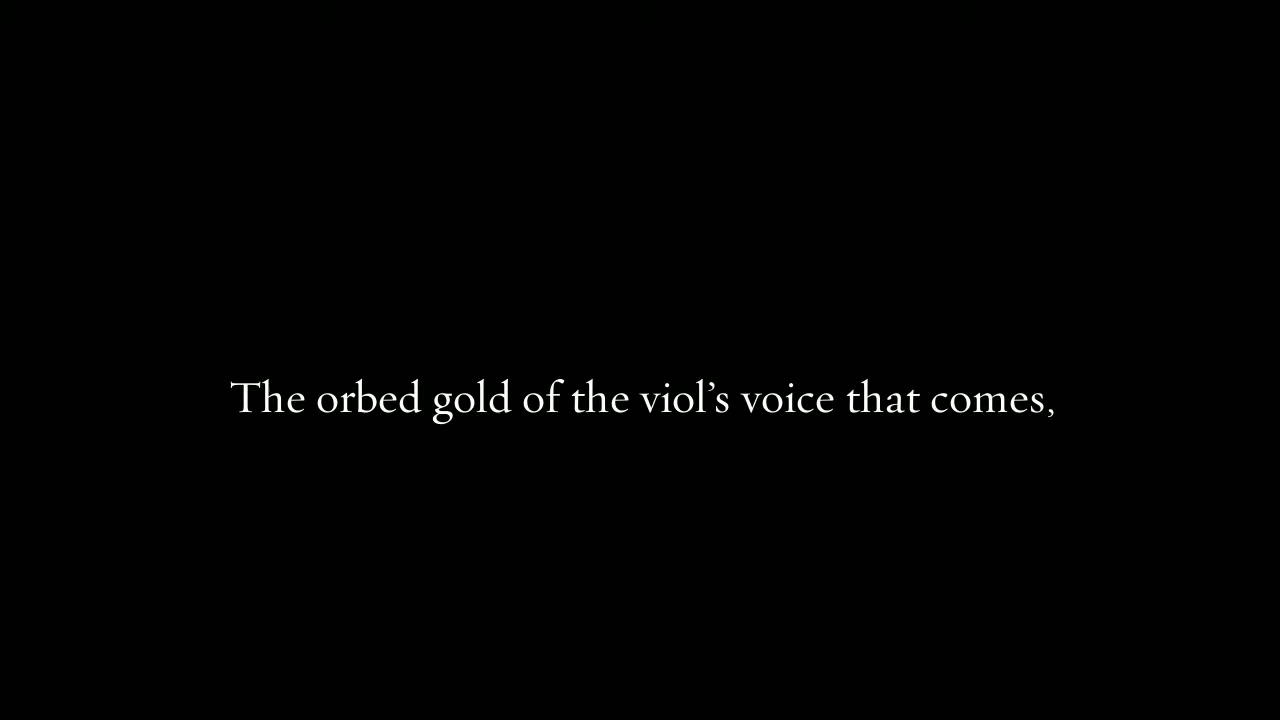 The orbed gold of the viol’s voice that comes,